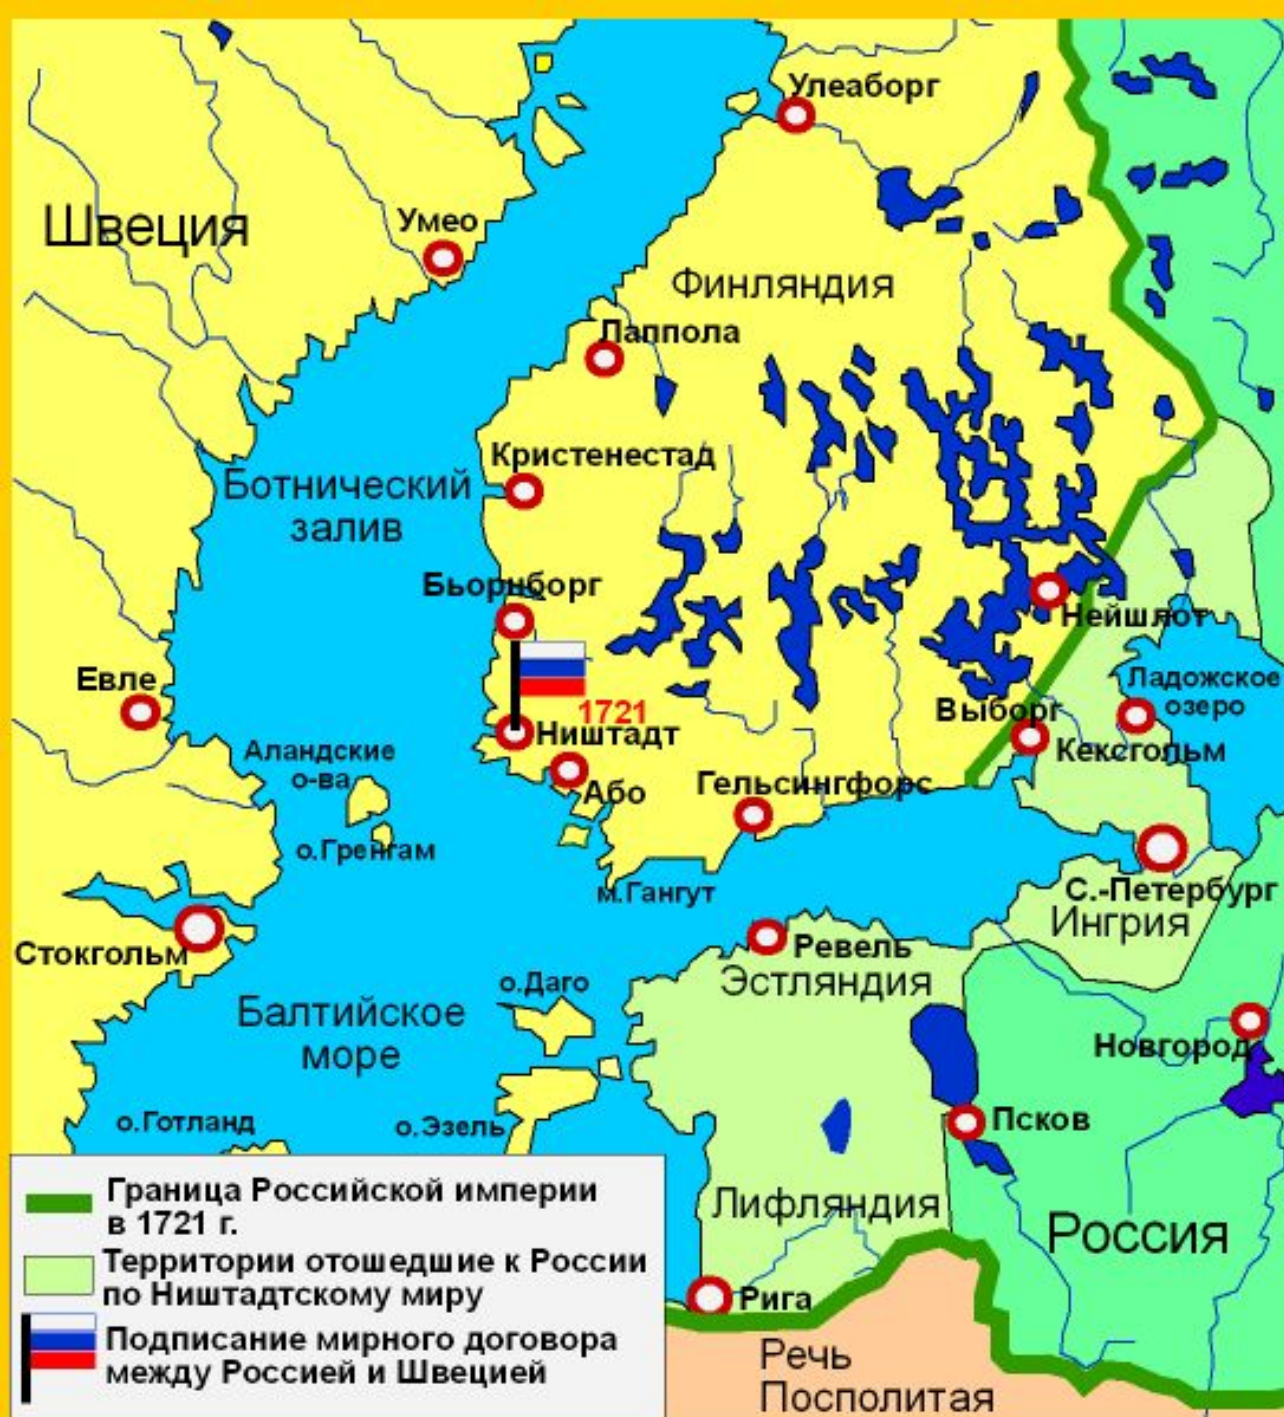 Улеаборг
Швеция
Умео
Финляндия
Лаппола
Кристенестад
Ботнический
залив
Бьорнборг
Нейшлот
Евле
Ладожское
озеро
1721
Выборг
Ништадт
Кексгольм
Аландские
о-ва
Або
Гельсингфорс
о.Гренгам
м.Гангут
С.-Петербург
Ингрия
Стокгольм
Ревель
Эстляндия
о.Даго
Балтийское
море
Новгород
о.Готланд
о.Эзель
Псков
Лифляндия
Россия
Рига
Речь
Посполитая
Граница Российской империи
в 1721 г.
Территории отошедшие к России
по Ништадтскому миру
Подписание мирного договора
между Россией и Швецией